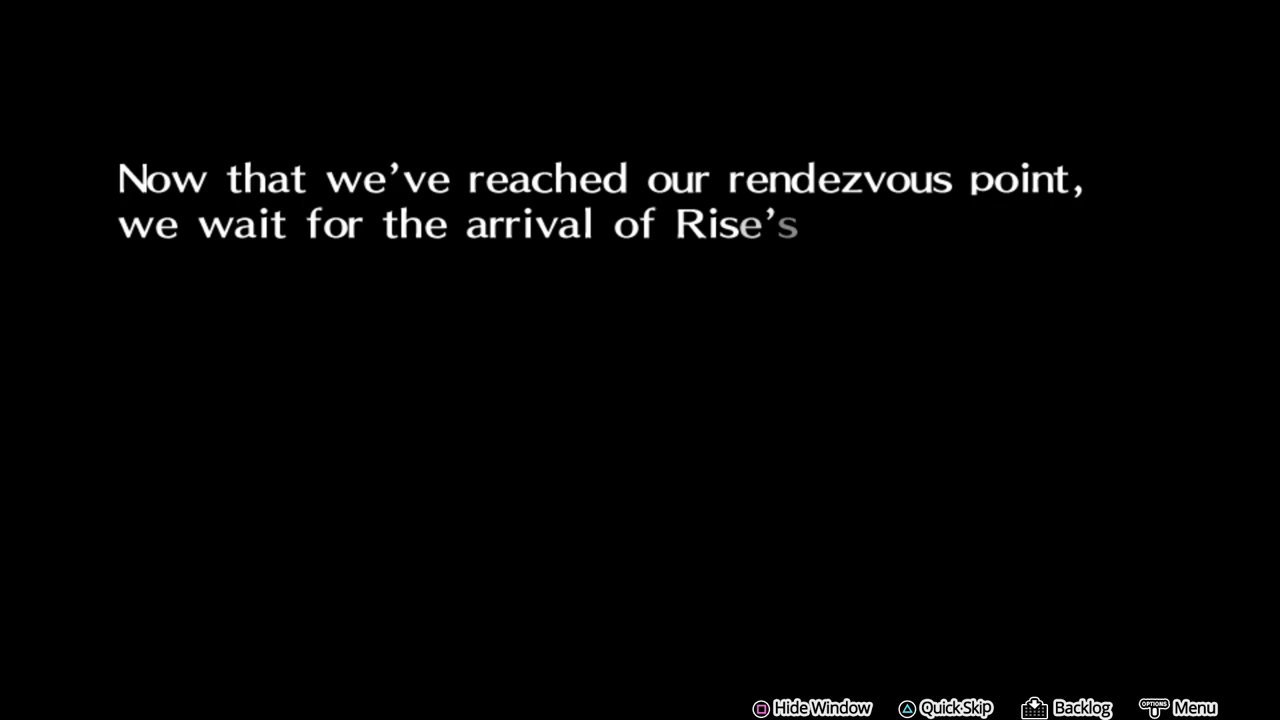 Now that we’ve reached our rendezvous point,
we wait for the arrival of Rise’s
Hide Window Quick Skip Backlog OPTIONS Menu